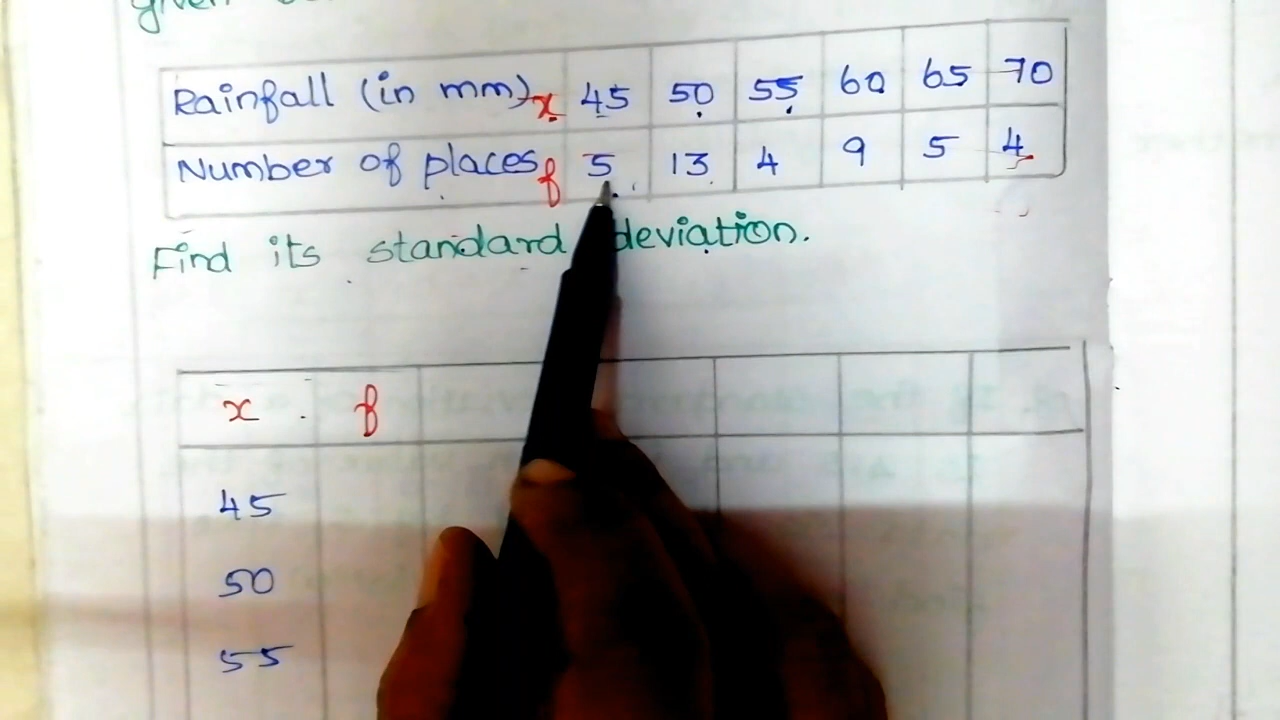 given
Rainfall (in mm) x 45 50 55 60 65 70
Number of places f 5 13 4 9 5 4
Find its standard deviation.
x f
45
50
55